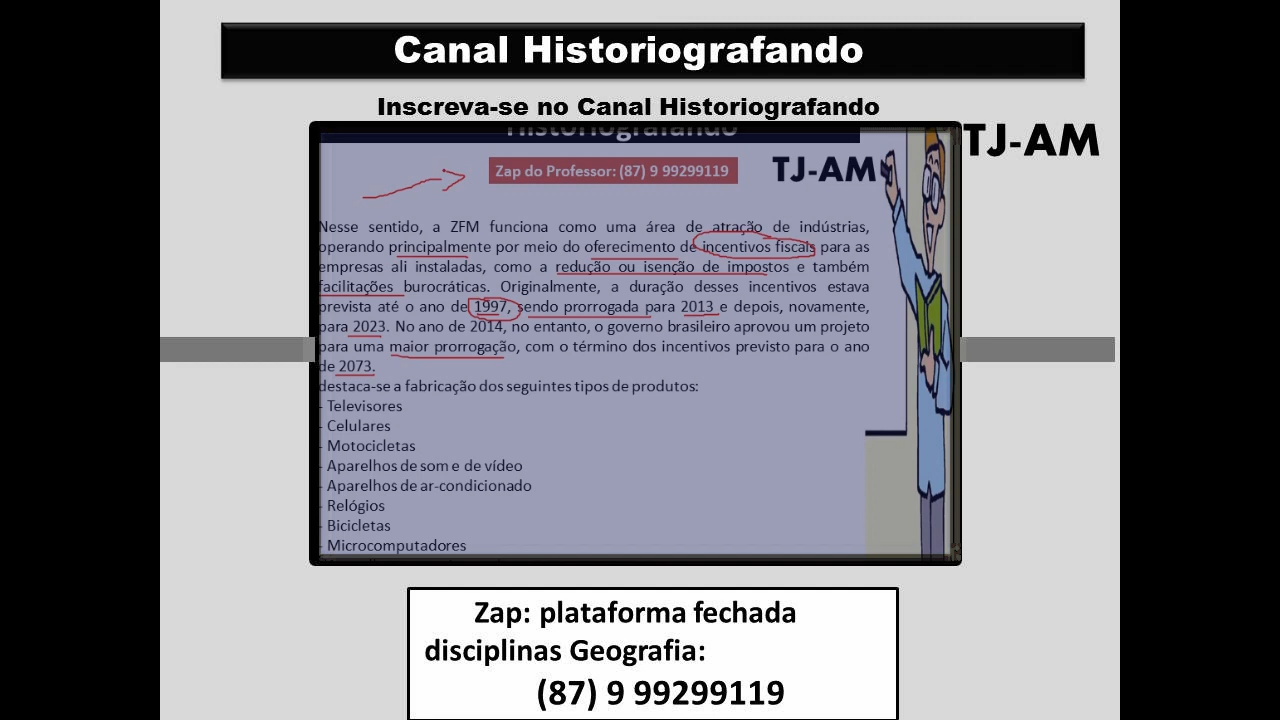 Canal Historiografando
Inscreva-se no Canal Historiografando
TJ-AM
Historiografando
Zap do Professor: (87) 9 99299119
TJ-AM
Nesse sentido, a ZFM funciona como uma área de atração de indústrias,
operando principalmente por meio do oferecimento de incentivos fiscais para as
empresas ali instaladas, como a redução ou isenção de impostos e também
facilitações burocráticas. Originalmente, a duração desses incentivos estava
prevista até o ano de 1997, sendo prorrogada para 2013 e depois, novamente,
para 2023. No ano de 2014, no entanto, o governo brasileiro aprovou um projeto
para uma maior prorrogação, com o término dos incentivos previsto para o ano
de 2073.
destaca-se a fabricação dos seguintes tipos de produtos:
- Televisores
- Celulares
- Motocicletas
- Aparelhos de som e de vídeo
- Aparelhos de ar-condicionado
- Relógios
- Bicicletas
- Microcomputadores
Zap: plataforma fechada
disciplinas Geografia:
(87) 9 99299119